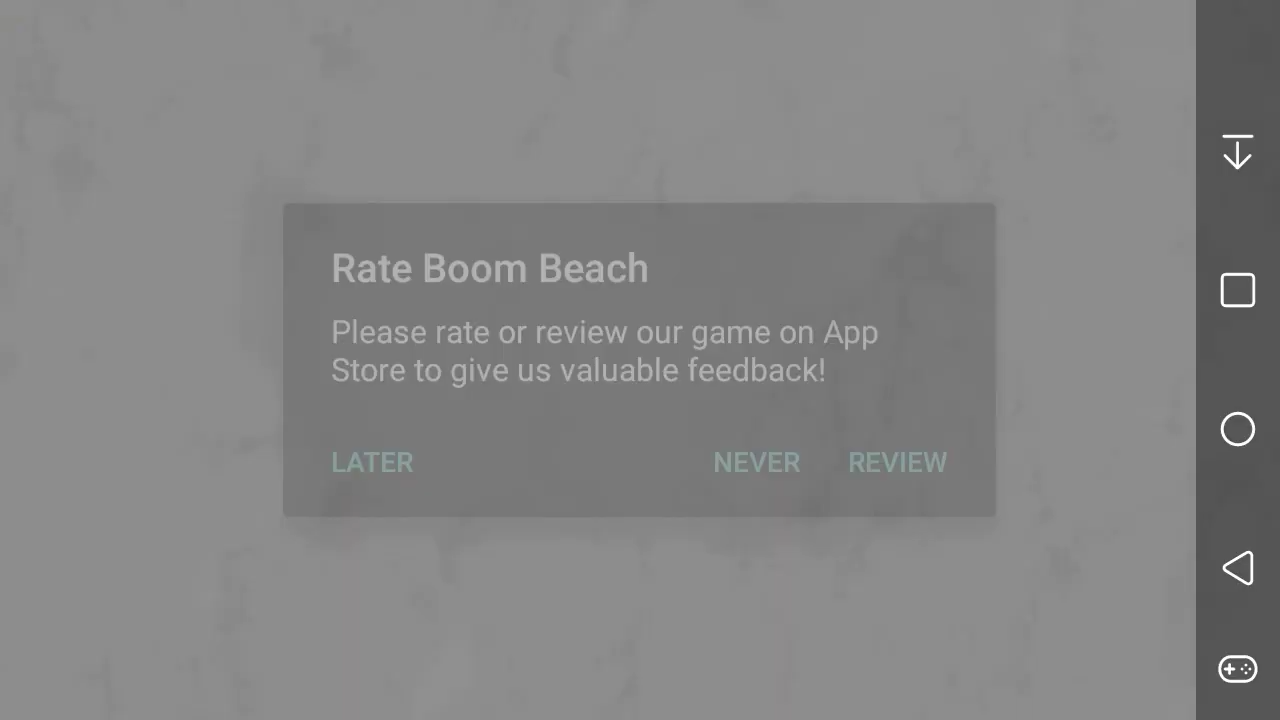 Rate Boom Beach
Please rate or review our game on App
Store to give us valuable feedback!
LATER NEVER REVIEW